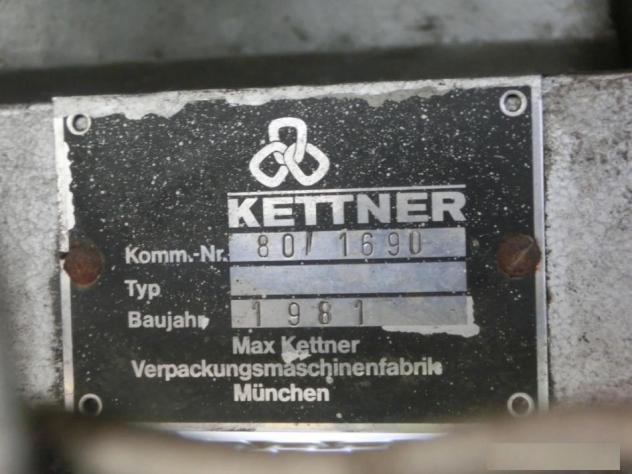 KETTNER
Komm.-Nr. 80/1690
Typ
Baujahr 1981
Max Kettner
Verpackungsmaschinenfabrik
München